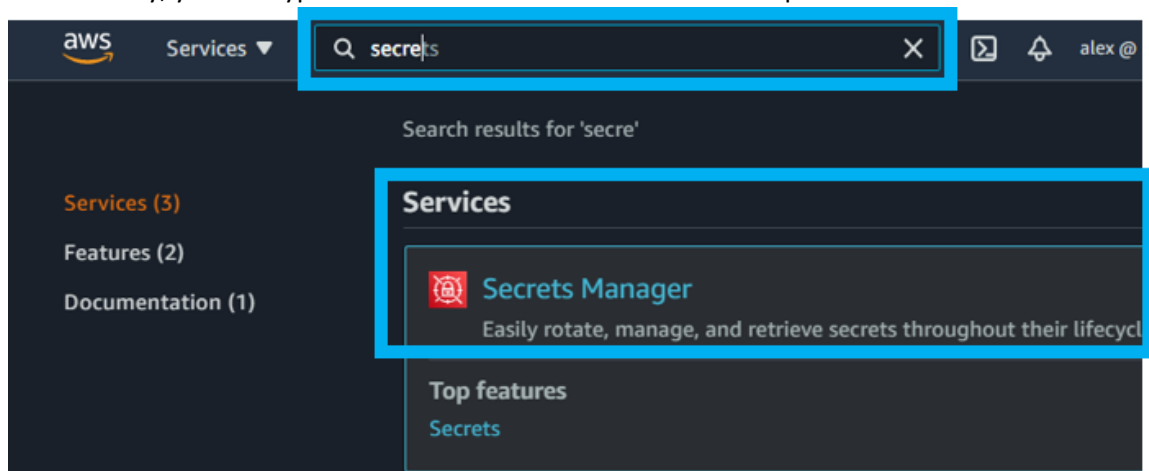 aws Services ▼ secrets alex @
Search results for 'secre'
Services (3)
Features (2)
Documentation (1)
Services
Secrets Manager
Easily rotate, manage, and retrieve secrets throughout their lifecycl
Top features
Secrets